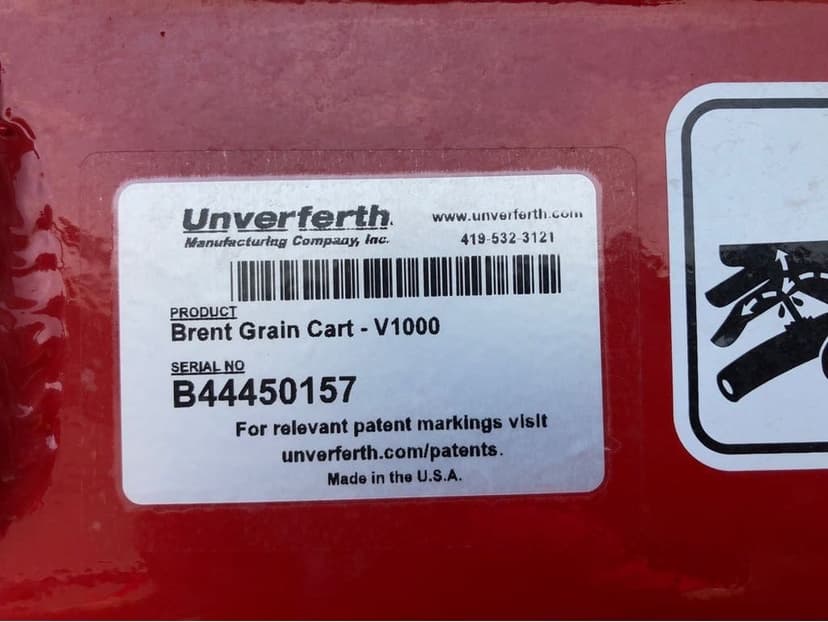 Unverferth
www.unverferth.com
Manufacturing Company, Inc.
419-532-3121
PRODUCT
Brent Grain Cart - V1000
SERIAL NO
B44450157
For relevant patent markings visit
unverferth.com/patents.
Made in the U.S.A.